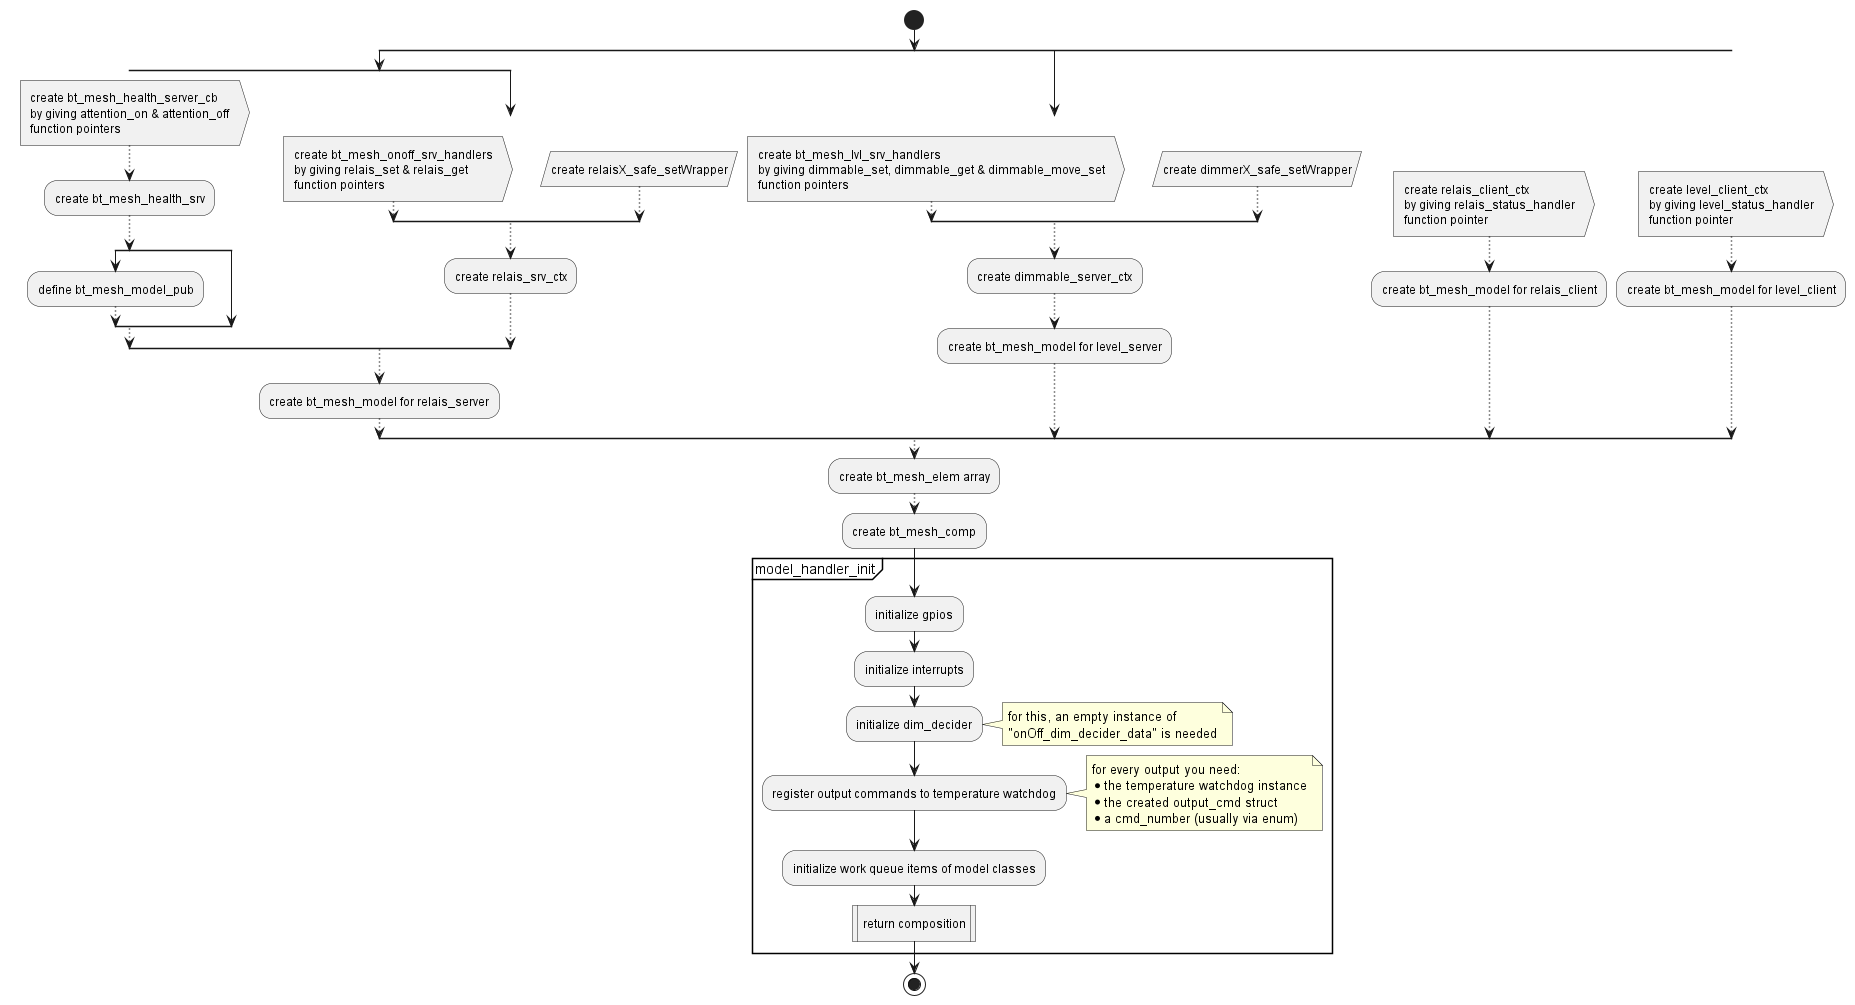 create bt_mesh_health_server_cb
by giving attention_on & attention_off
function pointers
create bt_mesh_health_srv
define bt_mesh_model_pub
create bt_mesh_onoff_srv_handlers
by giving relais_set & relais_get
function pointers
create relaisX_safe_setWrapper
create relais_srv_ctx
create bt_mesh_model for relais_server
create bt_mesh_lvl_srv_handlers
by giving dimmable_set, dimmable_get & dimmable_move_set
function pointers
create dimmerX_safe_setWrapper
create dimmable_server_ctx
create bt_mesh_model for level_server
create relais_client_ctx
by giving relais_status_handler
function pointer
create bt_mesh_model for relais_client
create level_client_ctx
by giving level_status_handler
function pointer
create bt_mesh_model for level_client
create bt_mesh_elem array
create bt_mesh_comp
model_handler_init
initialize gpios
initialize interrupts
initialize dim_decider
for this, an empty instance of
"onOff_dim_decider_data" is needed
register output commands to temperature watchdog
for every output you need:
• the temperature watchdog instance
• the created output_cmd struct
• a cmd_number (usually via enum)
initialize work queue items of model classes
return composition